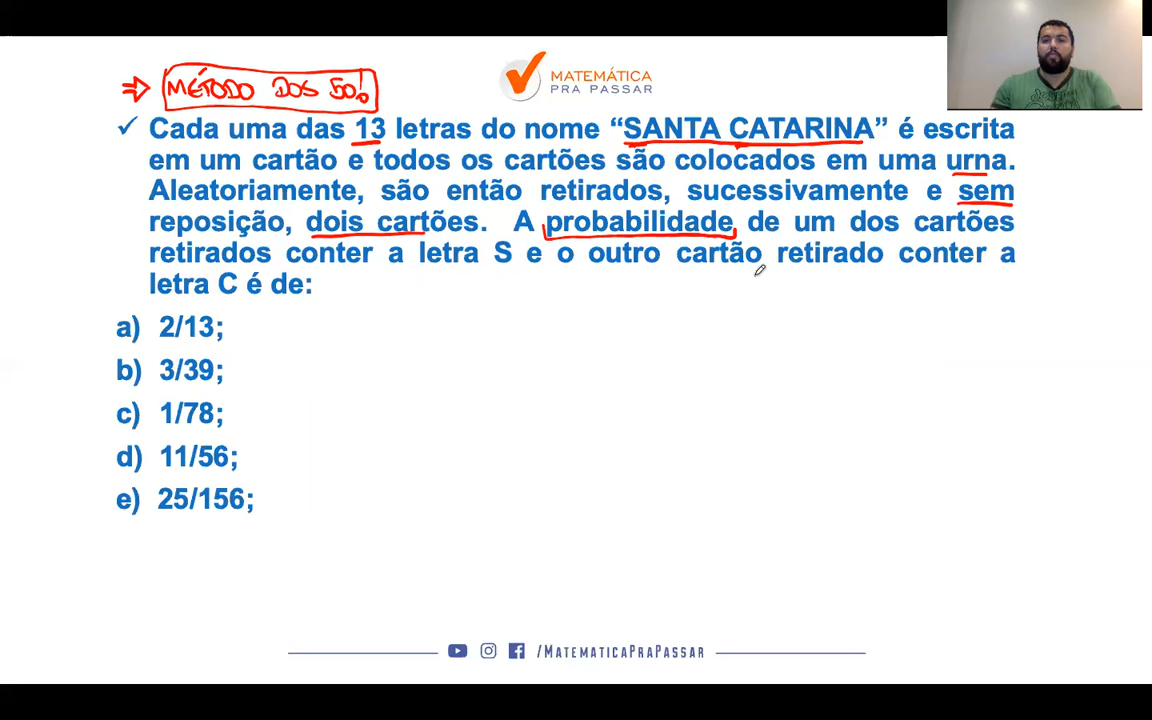 ⇒ MÉTODO DOS 50!
MATEMÁTICA
PRA PASSAR
✓ Cada uma das 13 letras do nome “SANTA CATARINA” é escrita
em um cartão e todos os cartões são colocados em uma urna.
Aleatoriamente, são então retirados, sucessivamente e sem
reposição, dois cartões. A probabilidade de um dos cartões
retirados conter a letra S e o outro cartão retirado conter a
letra C é de:
a) 2/13;
b) 3/39;
c) 1/78;
d) 11/56;
e) 25/156;
/MATEMATICAPRAPASSAR